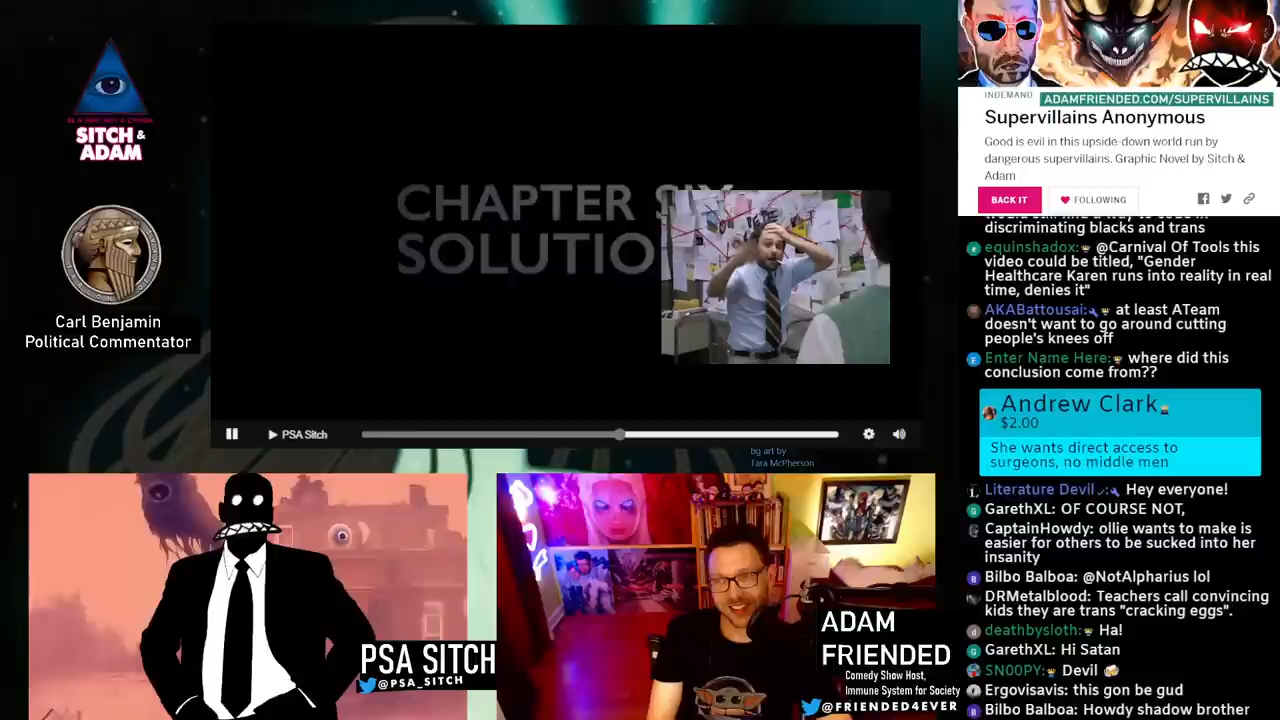 BE A HERO NOT A CYNIC
SITCH &
ADAM
Carl Benjamin
Political Commentator
CHAPTER SIX
SOLUTIO
PSA Sitch
bg art by
Tara McPherson
PSA SITCH
@PSA_SITCH
ADAM
FRIENDED
Comedy Show Host,
Immune System for Society
@FRIENDED4EVER
INDEMAND
ADAMFRIENDED.COM/SUPERVILLAINS
Supervillains Anonymous
Good is evil in this upside-down world run by
dangerous supervillains. Graphic Novel by Sitch &
Adam
BACK IT
FOLLOWING
discriminating blacks and trans
equinshadox: @Carnival Of Tools this
video could be titled, "Gender
Healthcare Karen runs into reality in real
time, denies it"
AKABattousai: at least ATeam
doesn't want to go around cutting
people's knees off
Enter Name Here: where did this
conclusion come from??
Andrew Clark
$2.00
She wants direct access to
surgeons, no middle men
Literature Devil: Hey everyone!
GarethXL: OF COURSE NOT,
CaptainHowdy: ollie wants to make is
easier for others to be sucked into her
insanity
Bilbo Balboa: @NotAlpharius lol
DRMetalblood: Teachers call convincing
kids they are trans "cracking eggs".
deathbysloth: Ha!
GarethXL: Hi Satan
SN00PY: Devil
Ergovisavis: this gon be gud
Bilbo Balboa: Howdy shadow brother